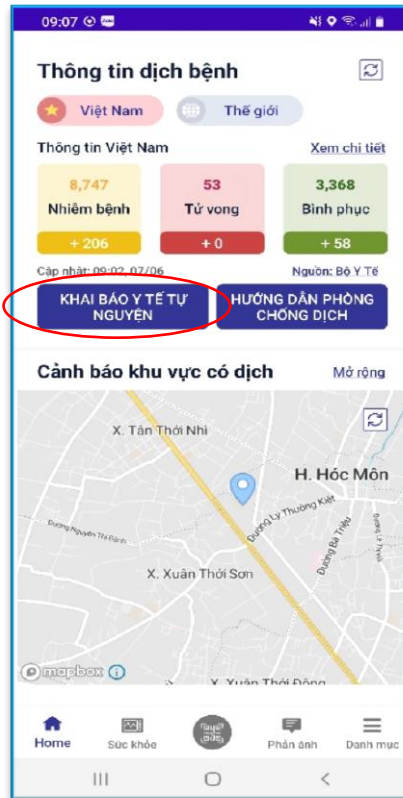 09:07
Thông tin dịch bệnh
Việt Nam
Thế giới
Thông tin Việt Nam
Xem chi tiết
8,747
53
3,368
Nhiễm bệnh
Tử vong
Bình phục
+ 206
+ 0
+ 58
Cập nhật: 09:02, 07/06
Nguồn: Bộ Y Tế
KHAI BÁO Y TẾ TỰ
NGUYỆN
HƯỚNG DẪN PHÒNG
CHỐNG DỊCH
Cảnh báo khu vực có dịch
Mở rộng
X. Tân Thới Nhì
H. Hóc Môn
Đường Lý Thường Kiệt
Đường Bà Triệu
X. Xuân Thới Sơn
mapbox
X. Xuân Thới Đông
Home
Sức khỏe
Phản ánh
Danh mục